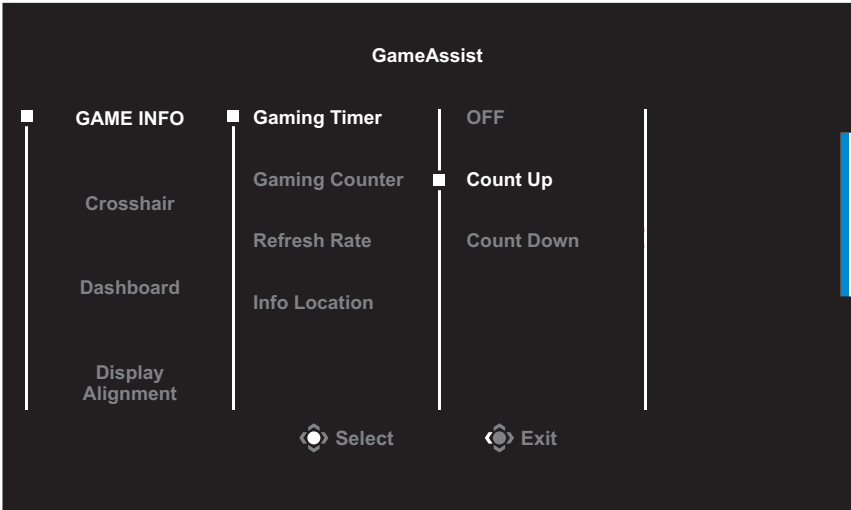 GameAssist
GAME INFO
Crosshair
Dashboard
Display
Alignment
Gaming Timer
Gaming Counter
Refresh Rate
Info Location
OFF
Count Up
Count Down
Select
Exit